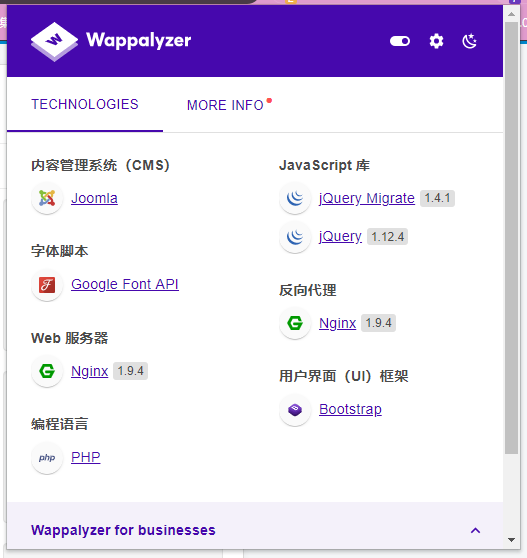 Wappalyzer
TECHNOLOGIES
MORE INFO
内容管理系统（CMS）
Joomla
字体脚本
Google Font API
Web 服务器
Nginx 1.9.4
编程语言
php PHP
JavaScript 库
jQuery Migrate 1.4.1
jQuery 1.12.4
反向代理
Nginx 1.9.4
用户界面（UI）框架
Bootstrap
Wappalyzer for businesses